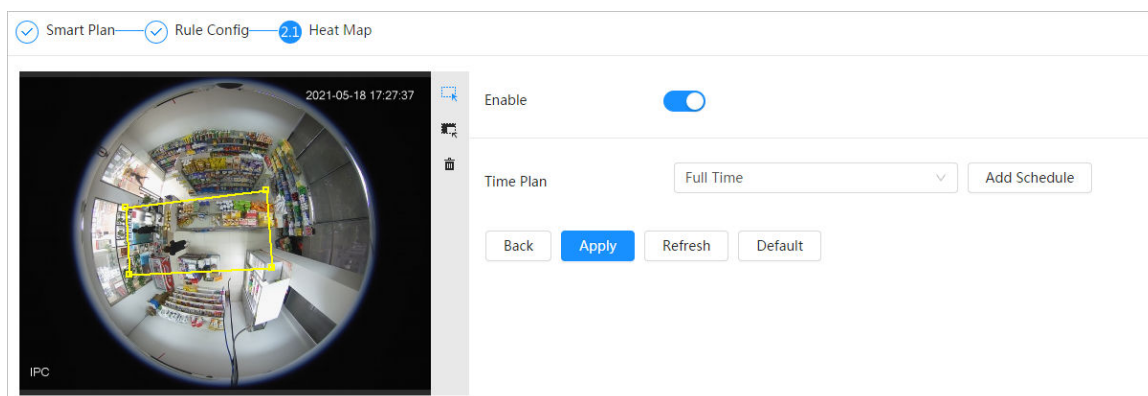 Smart Plan Rule Config 2.1 Heat Map
2021-05-18 17:27:37
IPC
Enable
Time Plan Full Time Add Schedule
Back Apply Refresh Default